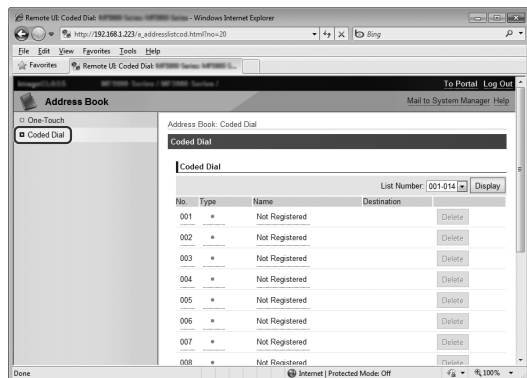 Remote UI: Coded Dial: - Windows Internet Explorer
http://192.168.1.223/a_addresslistcod.html?no=20
Bing
File Edit View Favorites Tools Help
Favorites Remote UI: Coded Dial:
To Portal Log Out
Address Book
Mail to System Manager Help
One-Touch
Coded Dial
Address Book: Coded Dial
Coded Dial
Coded Dial
List Number: 001-014 Display
No. Type Name Destination
001 Not Registered Delete
002 Not Registered Delete
003 Not Registered Delete
004 Not Registered Delete
005 Not Registered Delete
006 Not Registered Delete
007 Not Registered Delete
008 Not Registered Delete
Done Internet | Protected Mode: Off 100%